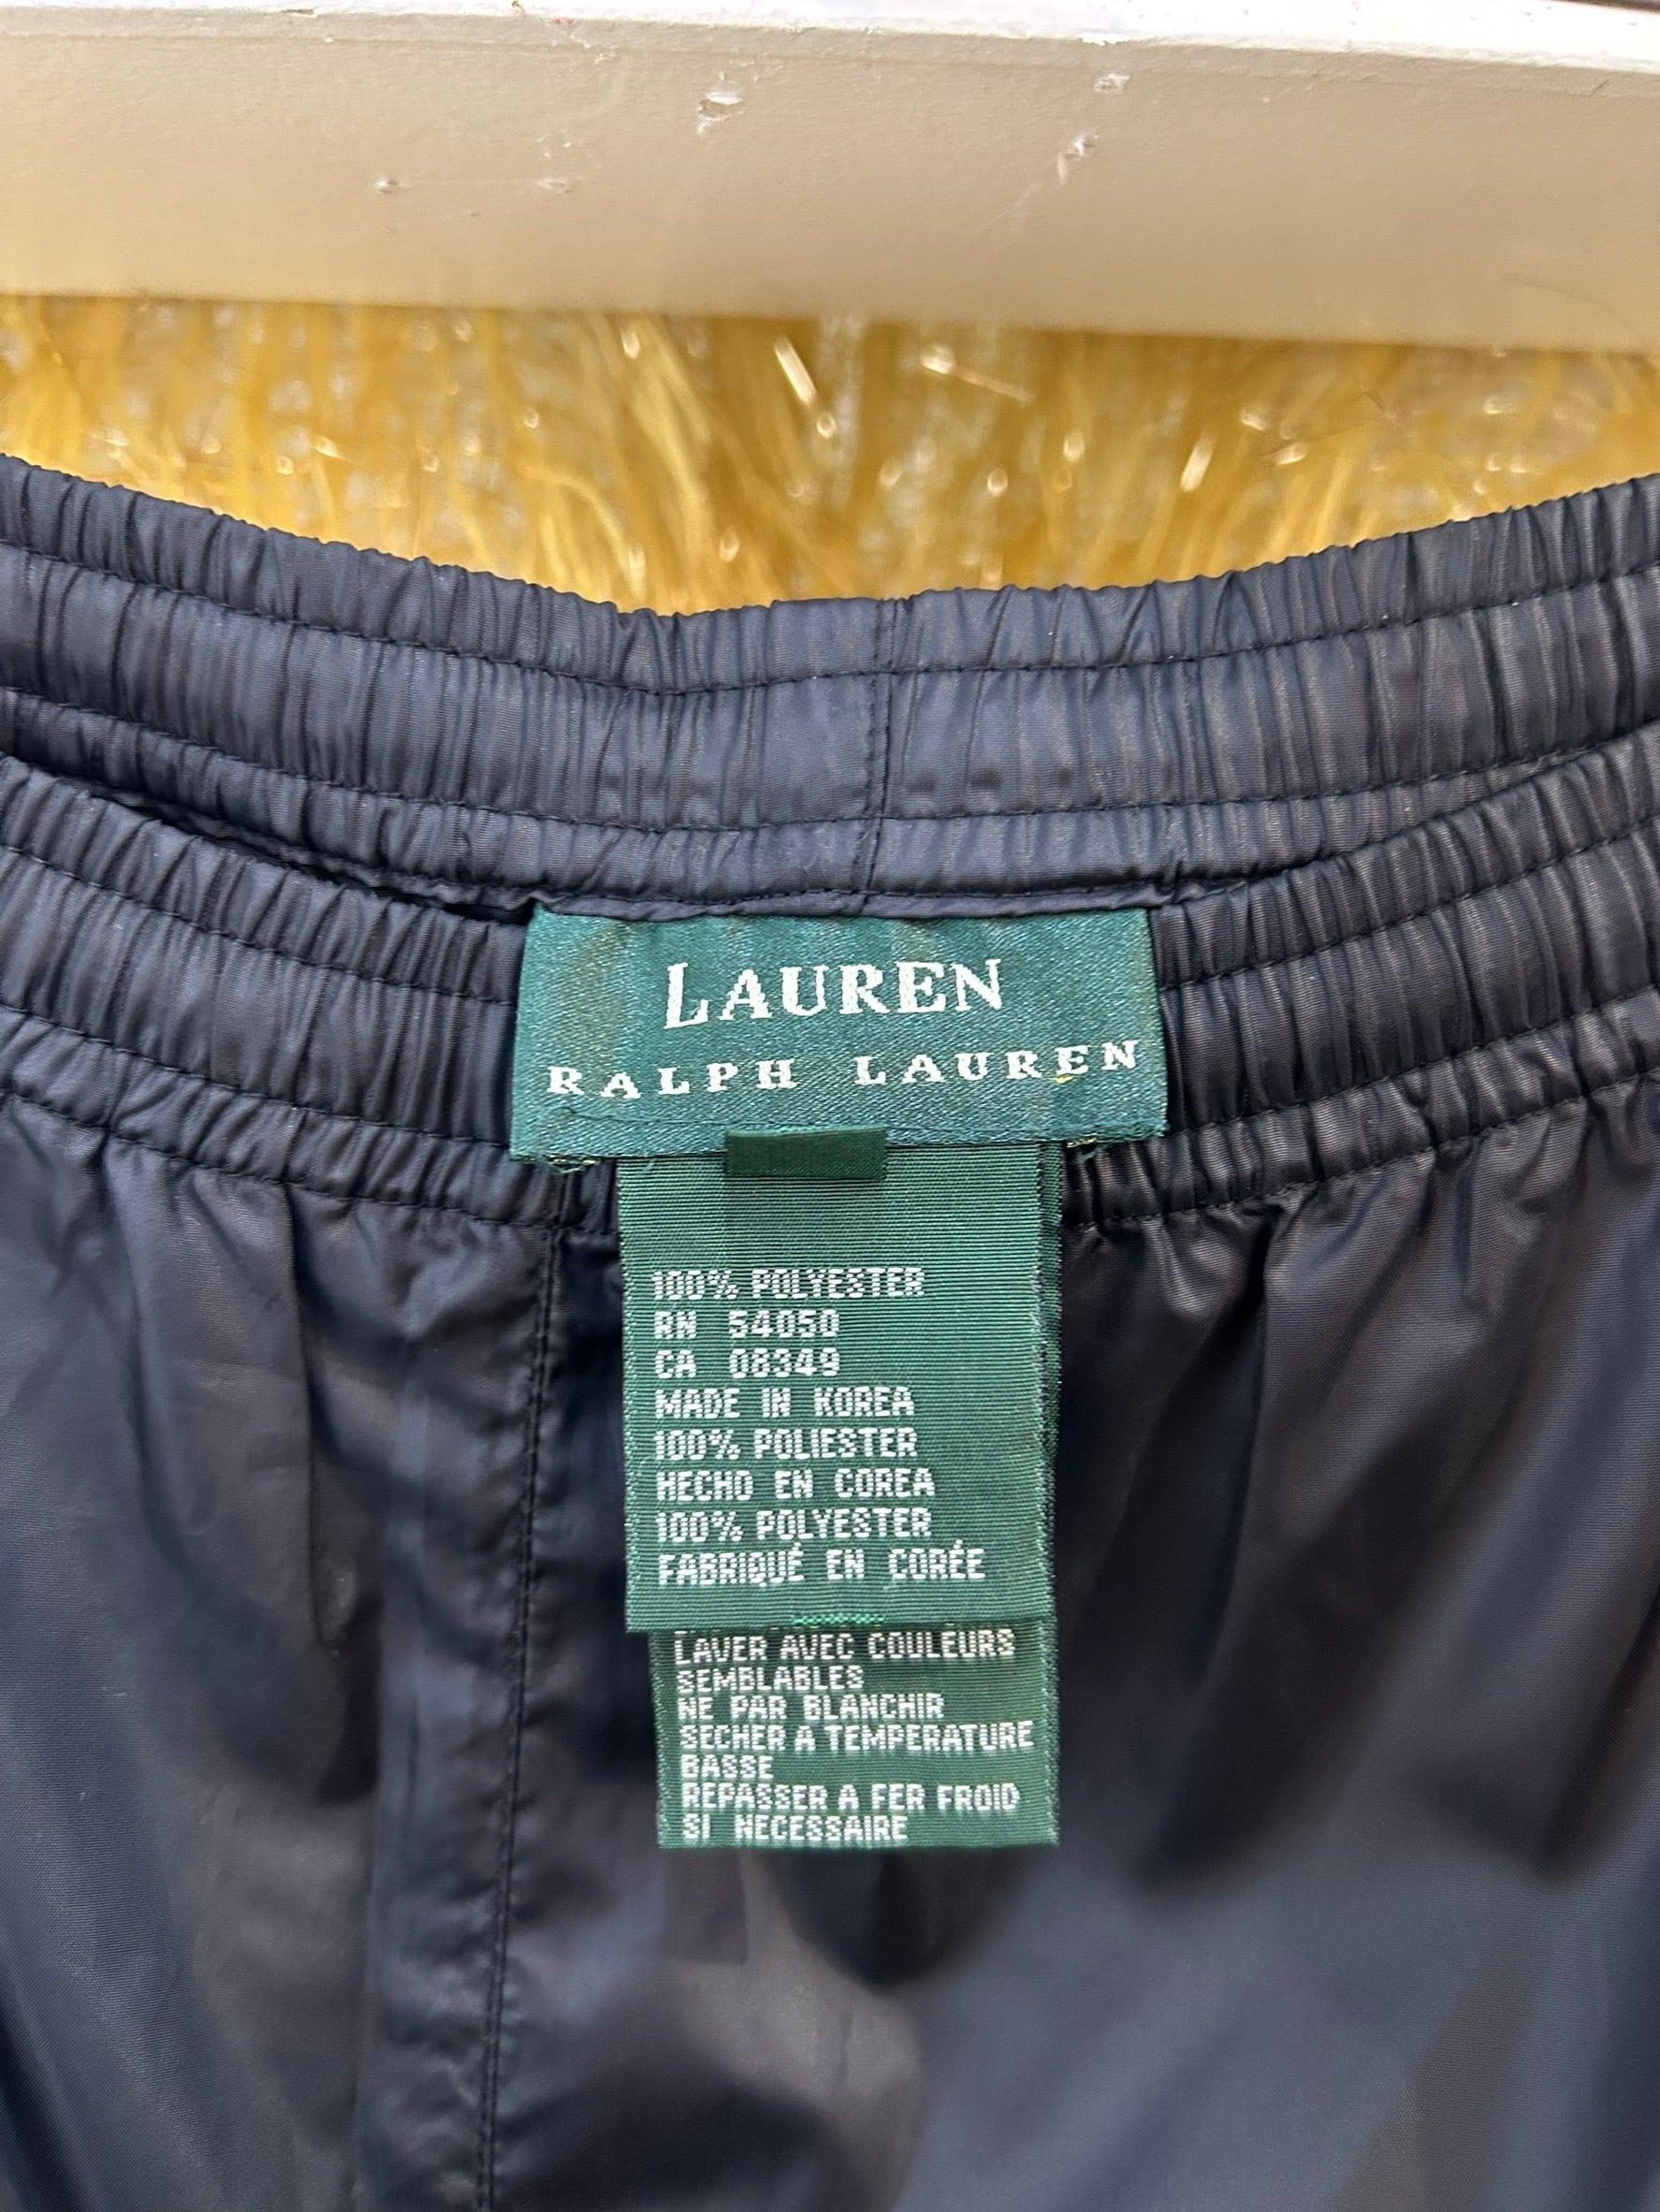 LAUREN
RALPH LAUREN
100% POLYESTER
RN 54050
CA 08349
MADE IN KOREA
100% POLIESTER
HECHO EN COREA
100% POLYESTER
FABRIQUÉ EN CORÉE
LAVER AVEC COULEURS
SEMBLABLES
NE PAR BLANCHIR
SECHER A TEMPERATURE
BASSE
REPASSER A FER FROID
SI NECESSAIRE